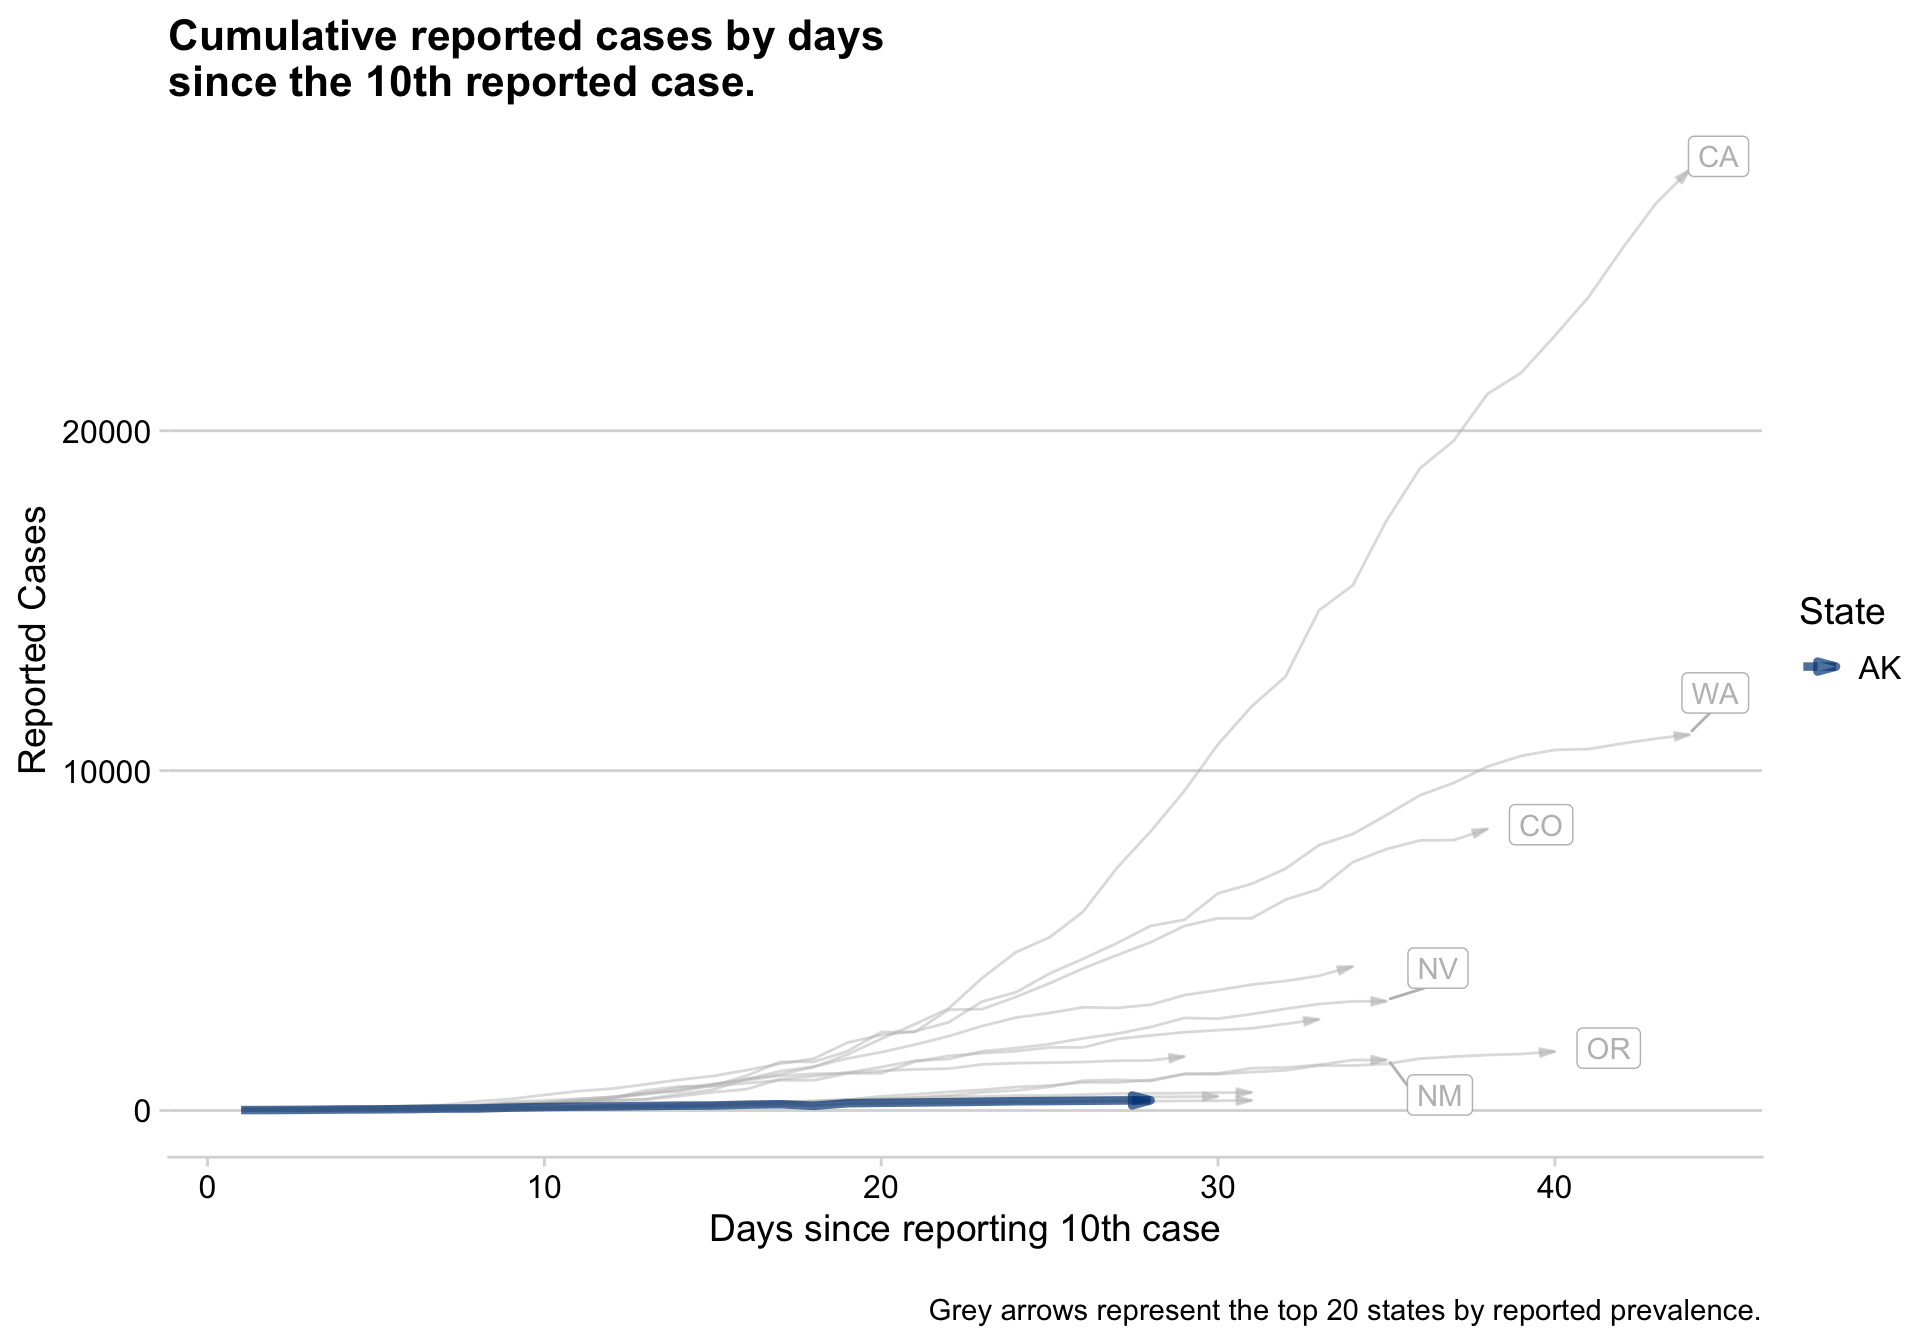 Cumulative reported cases by days
since the 10th reported case.
CA
20000
Reported Cases
State
AK
WA
10000
CO
NV
OR
NM
0
0 10 20 30 40
Days since reporting 10th case
Grey arrows represent the top 20 states by reported prevalence.